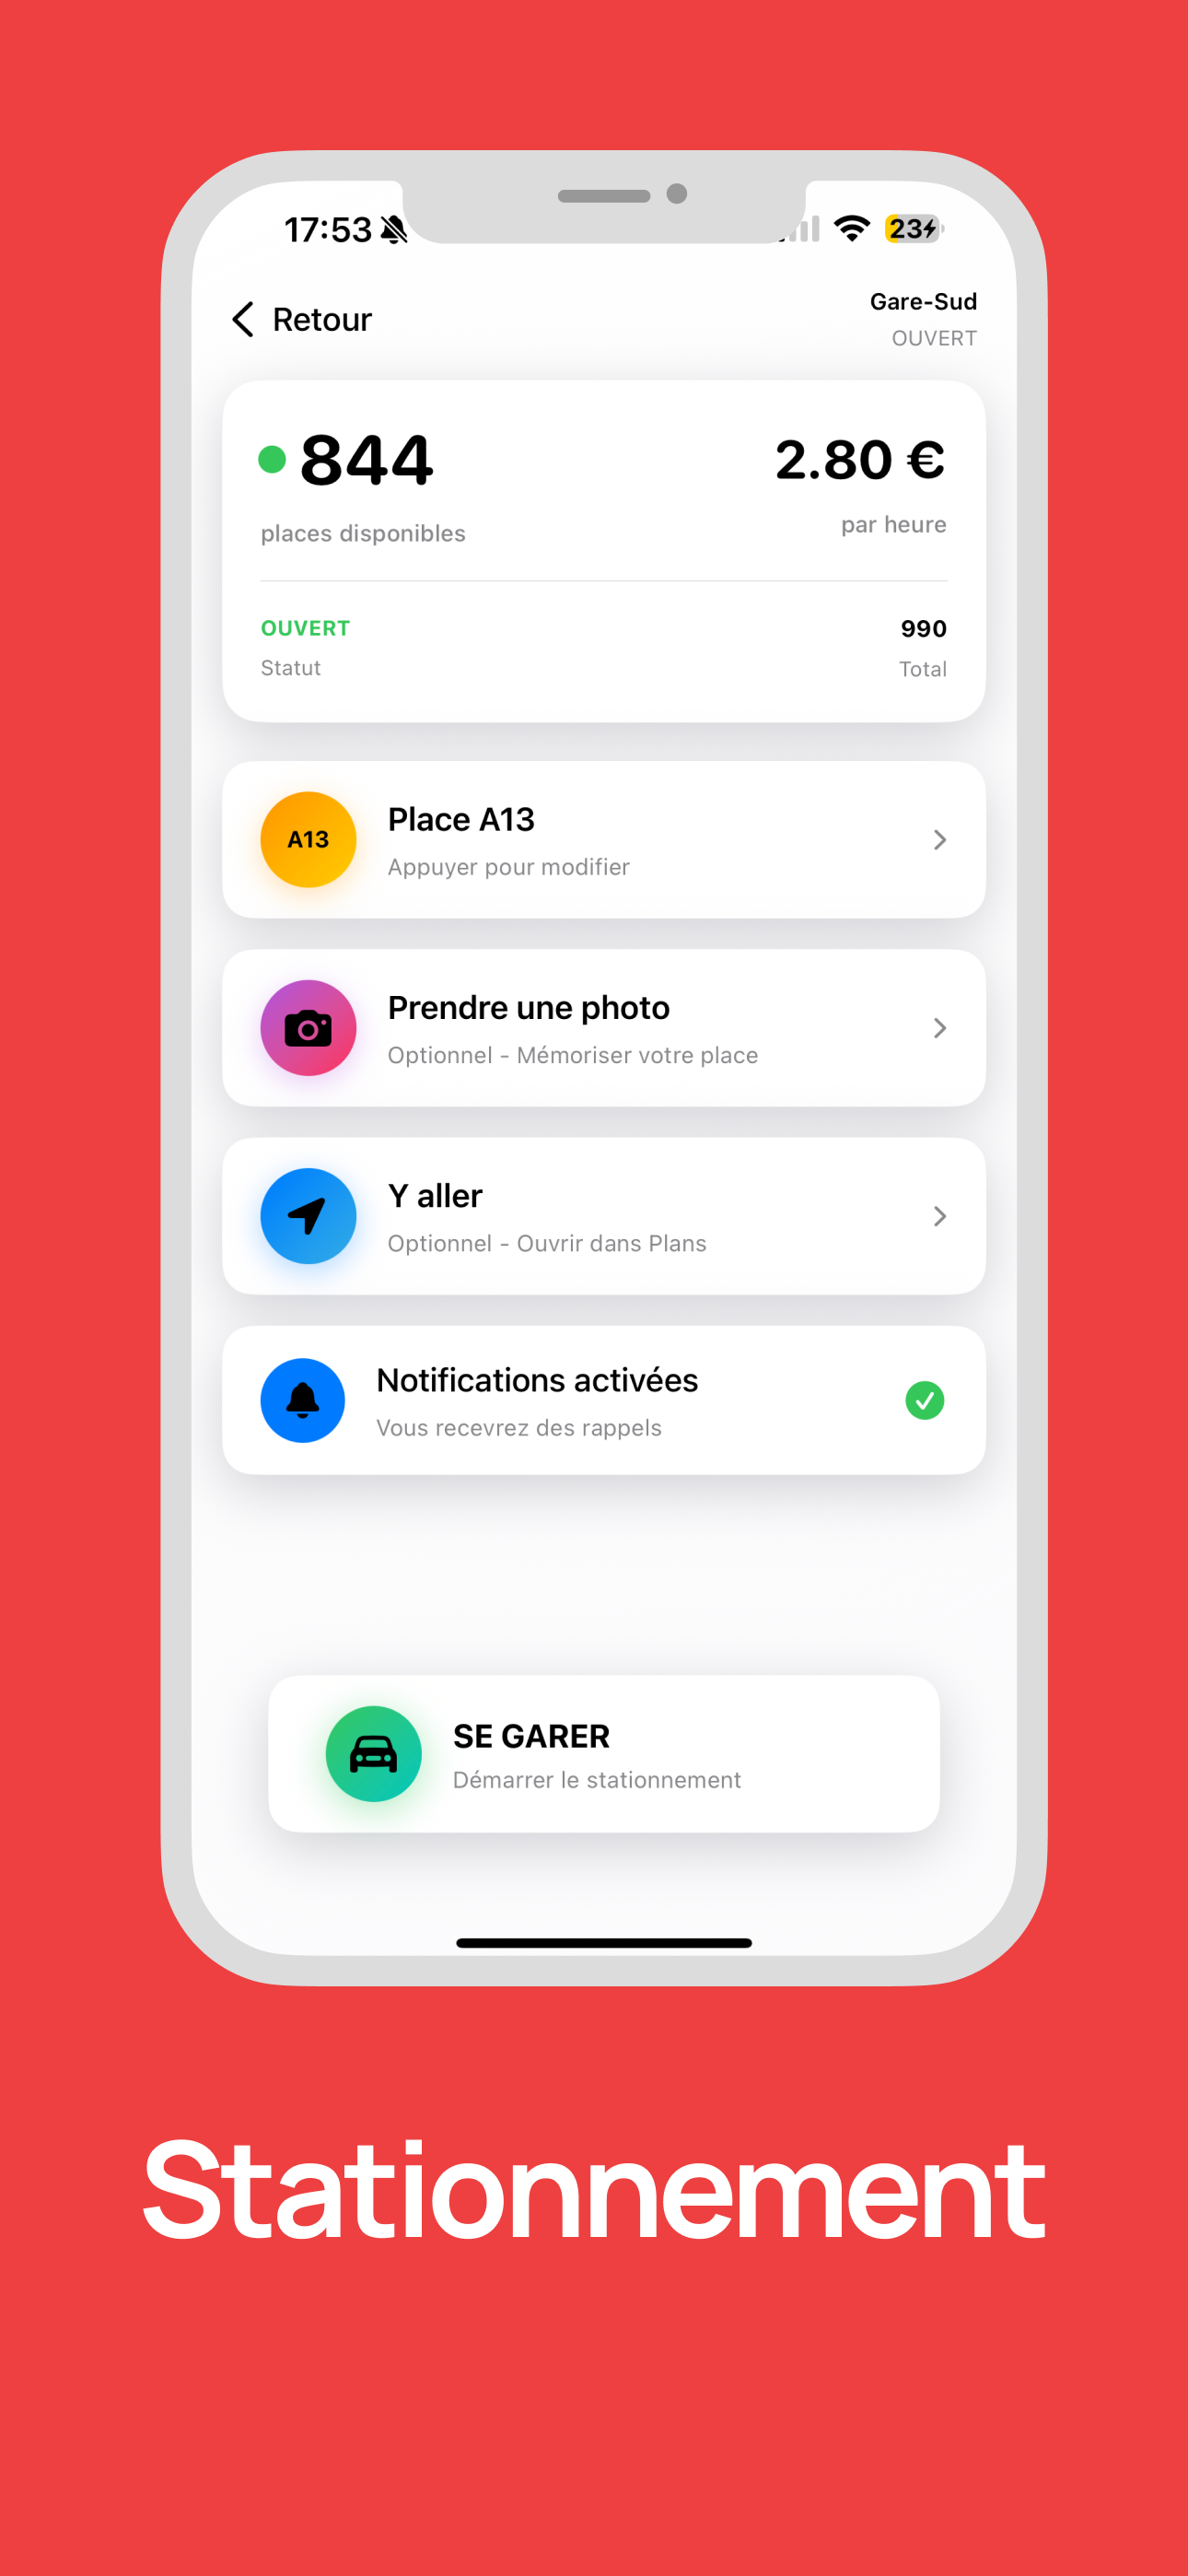 17:53
23
Retour
Gare-Sud
OUVERT
844
2.80 €
places disponibles
par heure
OUVERT
990
Statut
Total
A13
Place A13
Appuyer pour modifier
Prendre une photo
Optionnel - Mémoriser votre place
Y aller
Optionnel - Ouvrir dans Plans
Notifications activées
Vous recevrez des rappels
SE GARER
Démarrer le stationnement
Stationnement